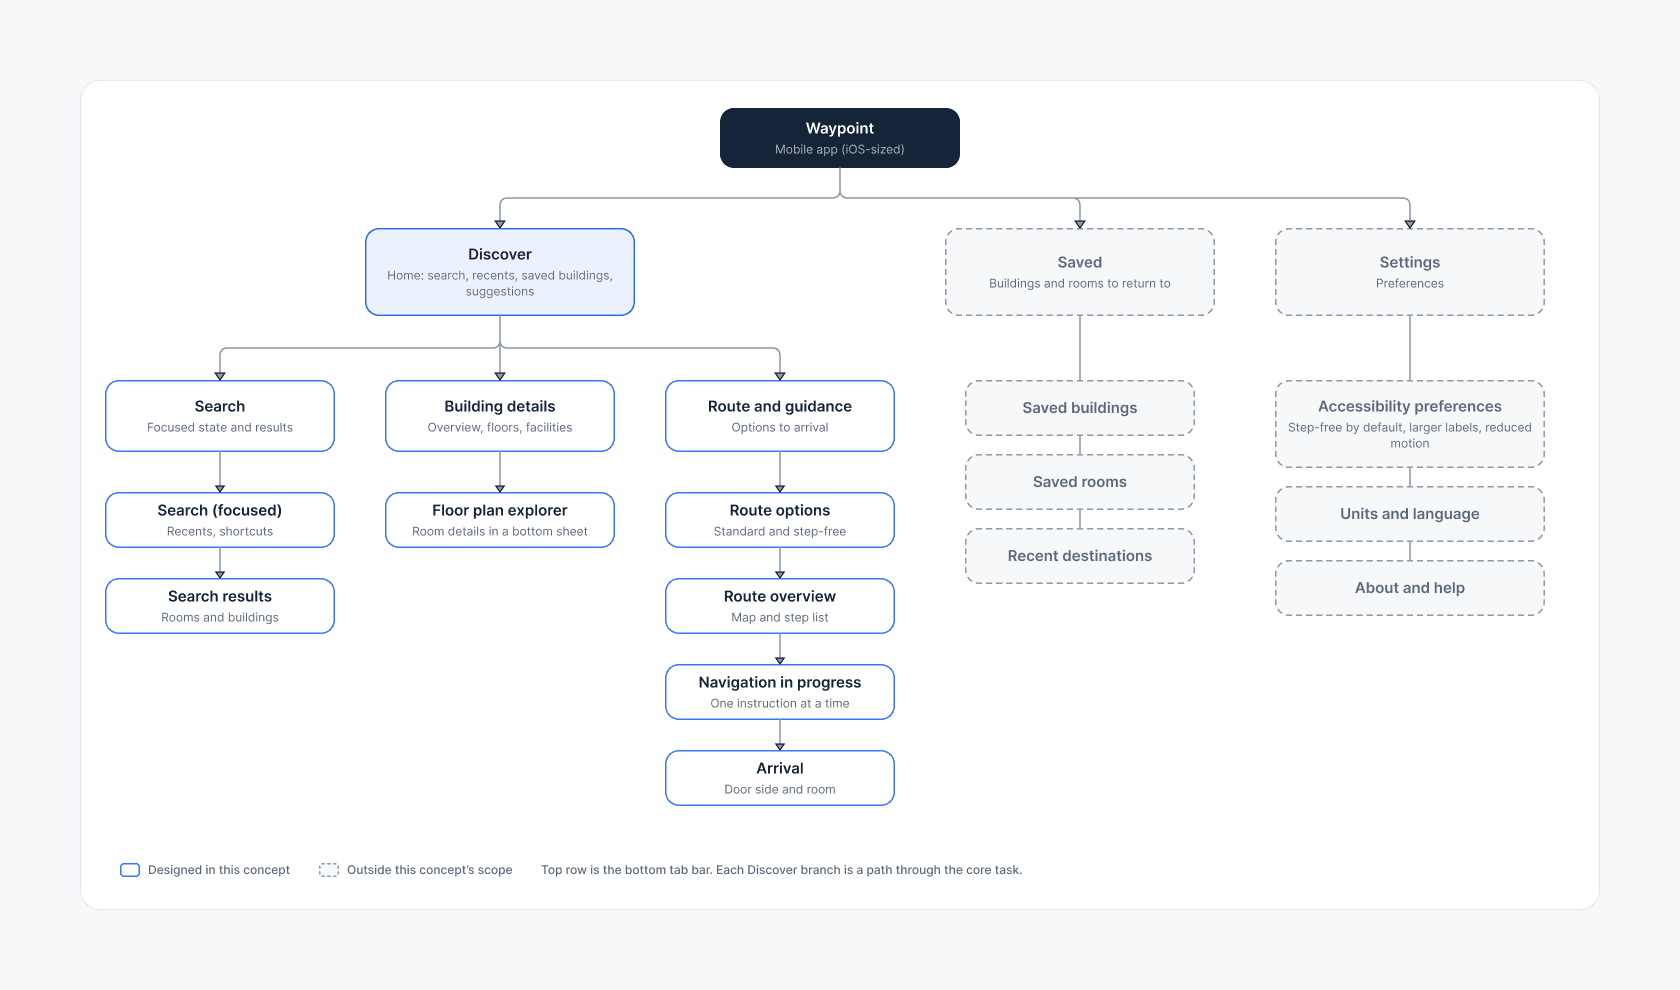 Waypoint
Mobile app (iOS-sized)
Discover
Home: search, recents, saved buildings,
suggestions
Saved
Buildings and rooms to return to
Settings
Preferences
Search
Focused state and results
Building details
Overview, floors, facilities
Route and guidance
Options to arrival
Saved buildings
Accessibility preferences
Step-free by default, larger labels, reduced
motion
Search (focused)
Recents, shortcuts
Floor plan explorer
Room details in a bottom sheet
Route options
Standard and step-free
Saved rooms
Units and language
Search results
Rooms and buildings
Route overview
Map and step list
Recent destinations
About and help
Navigation in progress
One instruction at a time
Arrival
Door side and room
Designed in this concept
Outside this concept's scope
Top row is the bottom tab bar. Each Discover branch is a path through the core task.